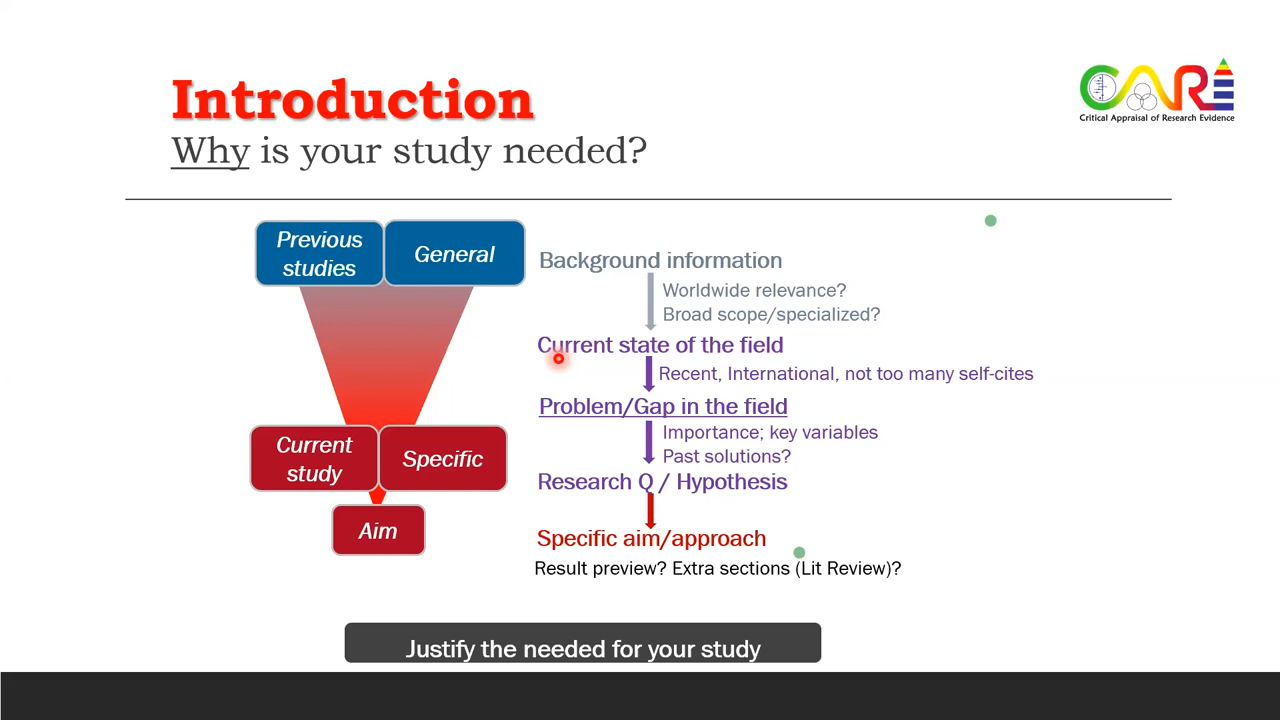 Introduction
Why is your study needed?
CARE
Critical Appraisal of Research Evidence
Previous
studies
General
Background information
Worldwide relevance?
Broad scope/specialized?
Current state of the field
Recent, International, not too many self-cites
Problem/Gap in the field
Importance; key variables
Past solutions?
Current
study
Specific
Research Q / Hypothesis
Aim
Specific aim/approach
Result preview? Extra sections (Lit Review)?
Justify the needed for your study